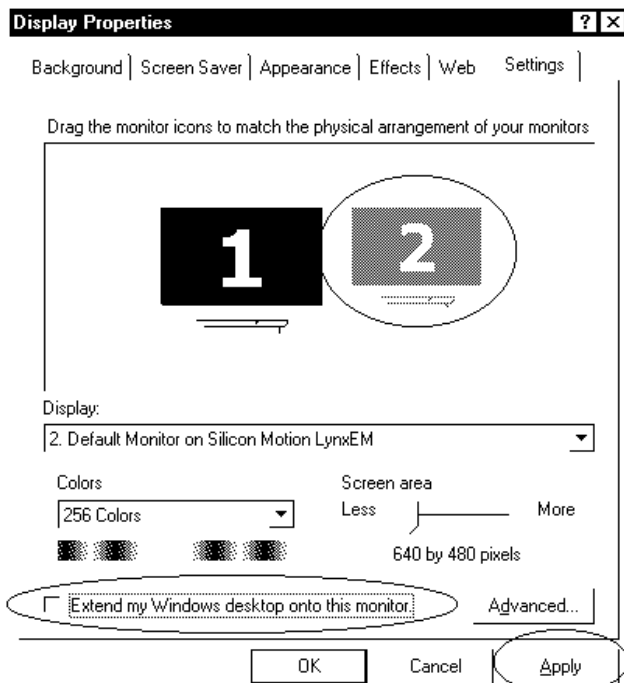 Display Properties ? ×
Background Screen Saver Appearance Effects Web Settings
Drag the monitor icons to match the physical arrangement of your monitors
1 2
Display:
2. Default Monitor on Silicon Motion LynxEM
Colors Screen area
256 Colors Less More
640 by 480 pixels
Extend my Windows desktop onto this monitor. Advanced...
OK Cancel Apply